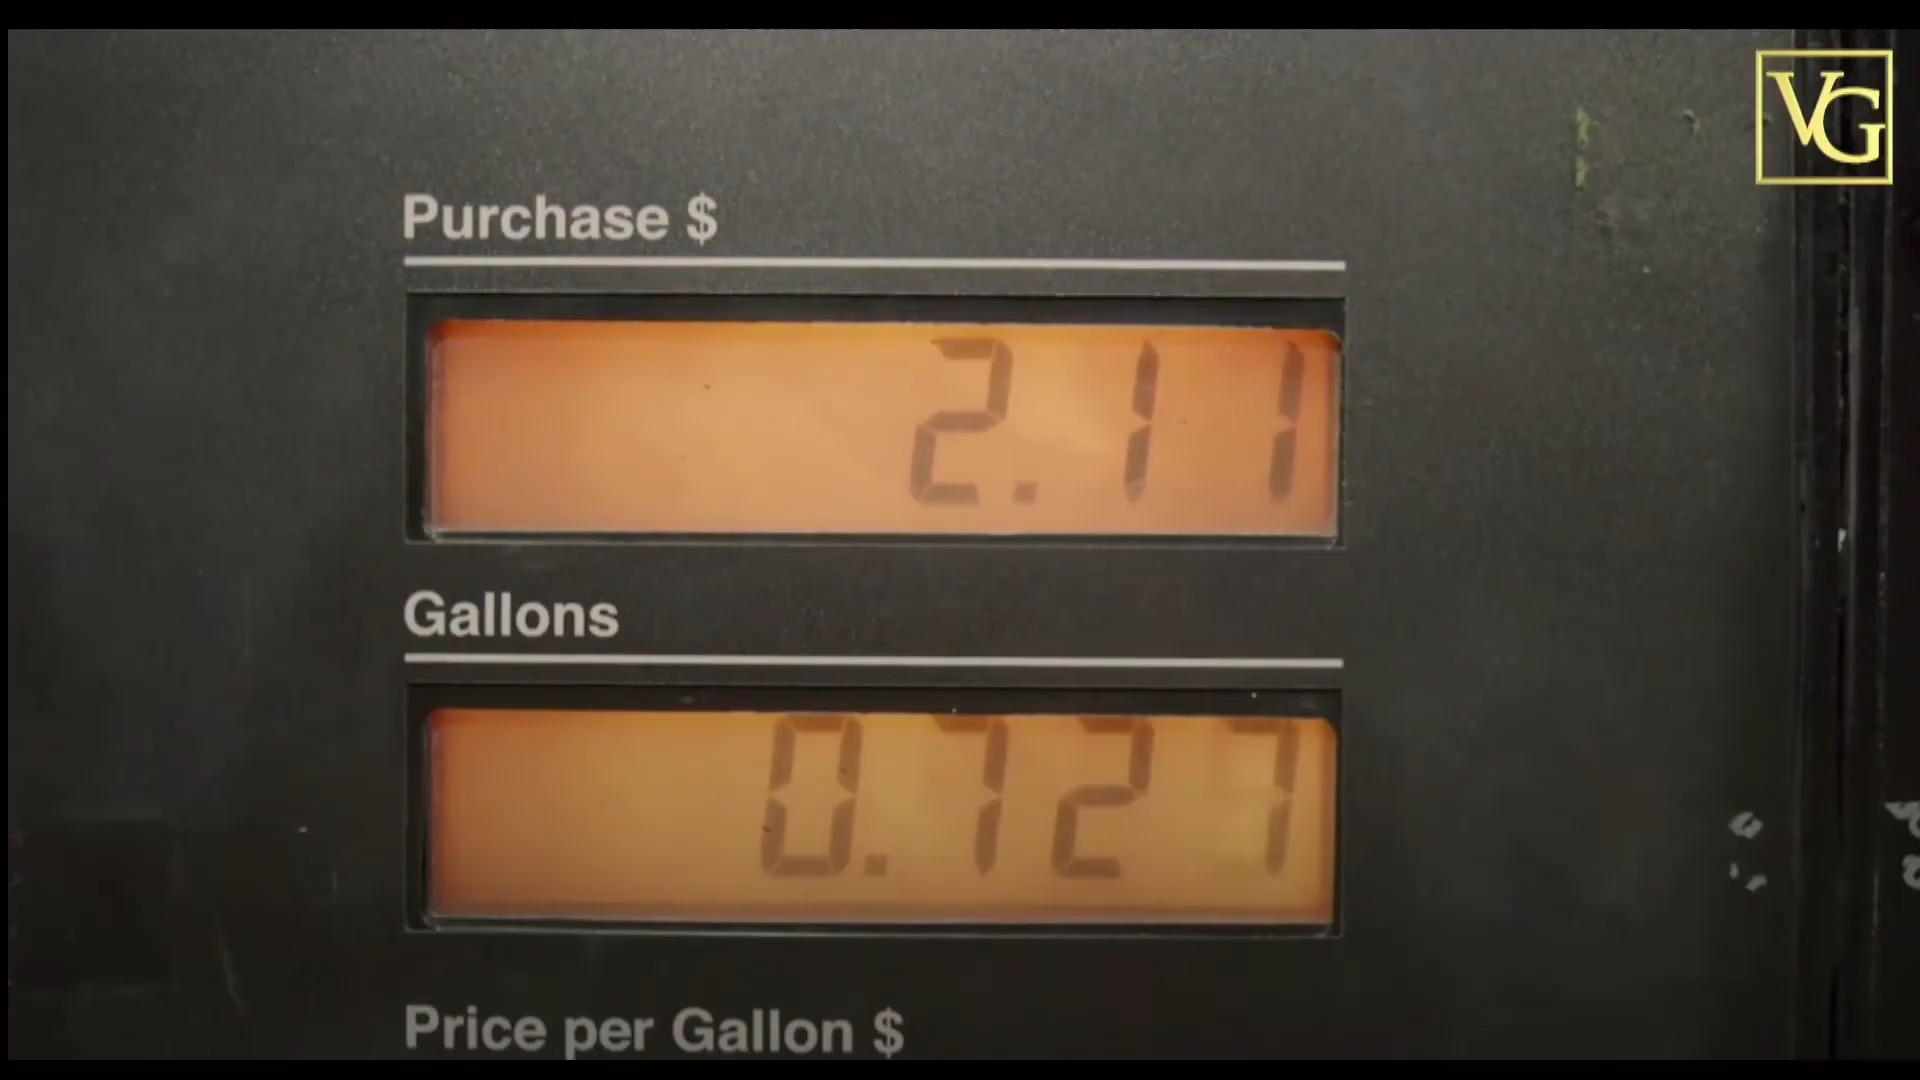 VG
Purchase $
2.11
Gallons
0.727
Price per Gallon $